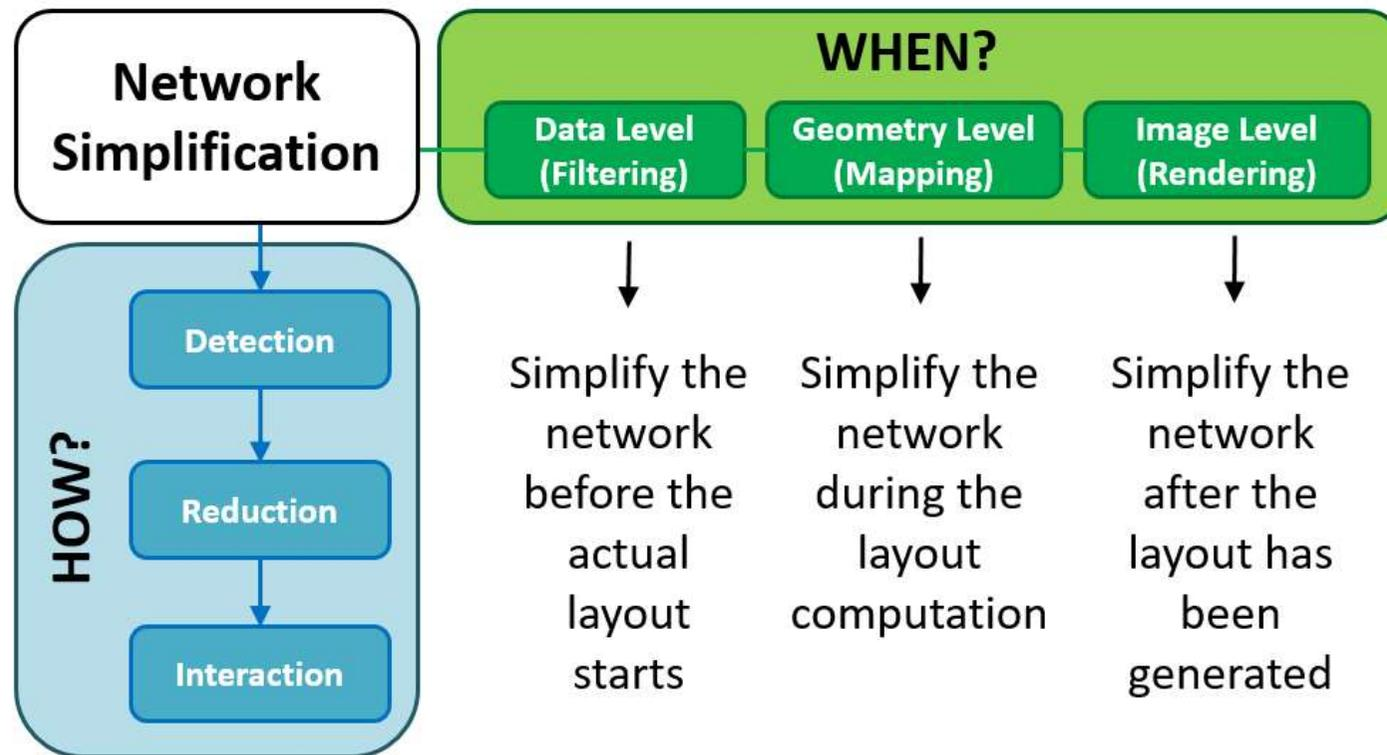 Network
Simplification
WHEN?
Data Level
(Filtering)
Geometry Level
(Mapping)
Image Level
(Rendering)
HOW?
Detection
Reduction
Interaction
Simplify the
network
before the
actual
layout
starts
Simplify the
network
during the
layout
computation
Simplify the
network
after the
layout has
been
generated